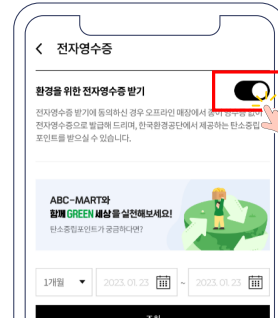 < 전자영수증
환경을 위한 전자영수증 받기
전자영수증 받기에 동의하신 경우 오프라인 매장에서 종이 영수증 없이
전자영수증으로 발급해 드리며, 한국환경공단에서 제공하는 탄소중립
포인트를 받으실 수 있습니다.
ABC-MART와
함께 GREEN 세상을 실천해보세요!
탄소중립포인트가 궁금하다면?
1개월 ▼ 2023. 01. 23 ~ 2023. 01. 23
조회